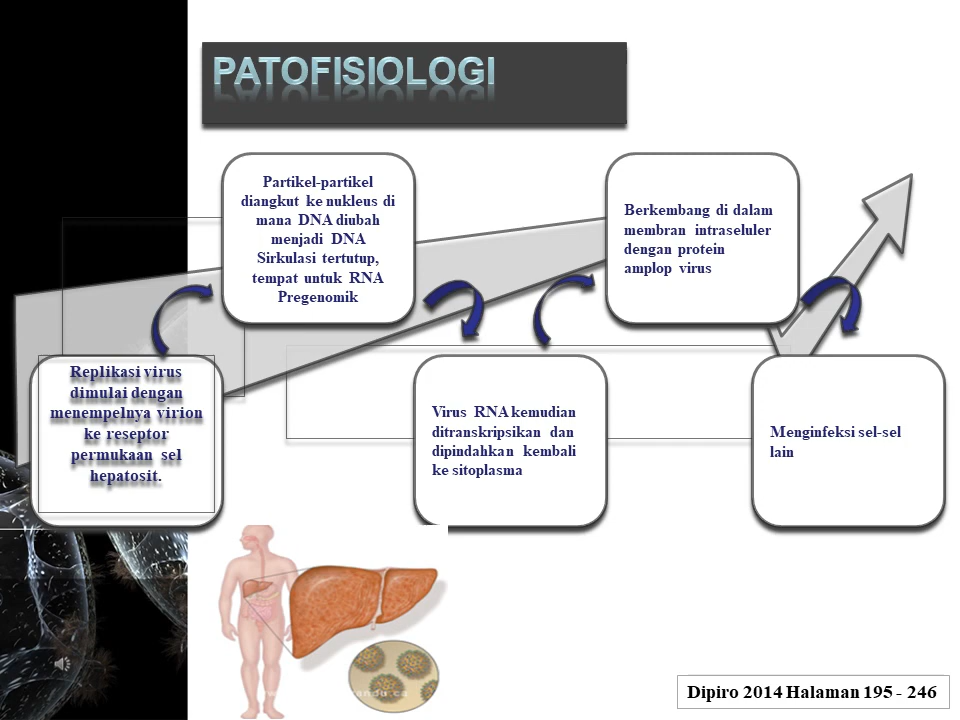 PATOFISIOLOGI
Partikel-partikel
diangkut ke nukleus di
mana DNA diubah
menjadi DNA
Sirkulasi tertutup,
tempat untuk RNA
Pregenomik
Berkembang di dalam
membran intraseluler
dengan protein
amplop virus
Replikasi virus
dimulai dengan
menempelnya virion
ke reseptor
permukaan sel
hepatosit.
Virus RNA kemudian
ditranskripsikan dan
dipindahkan kembali
ke sitoplasma
Menginfeksi sel-sel
lain
Dipiro 2014 Halaman 195 - 246